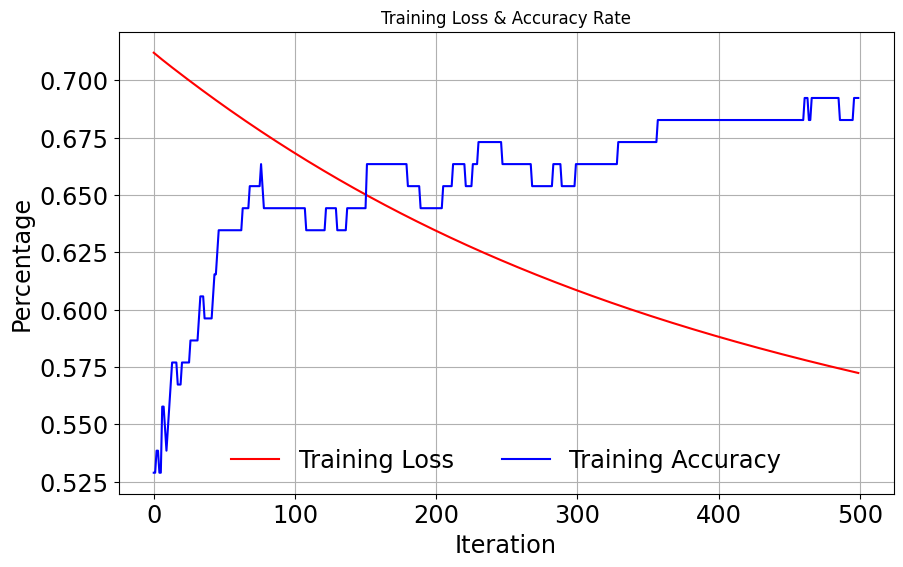 Training Loss & Accuracy Rate
Percentage
0.700
0.675
0.650
0.625
0.600
0.575
0.550
0.525
Training Loss
Training Accuracy
0 100 200 300 400 500
Iteration